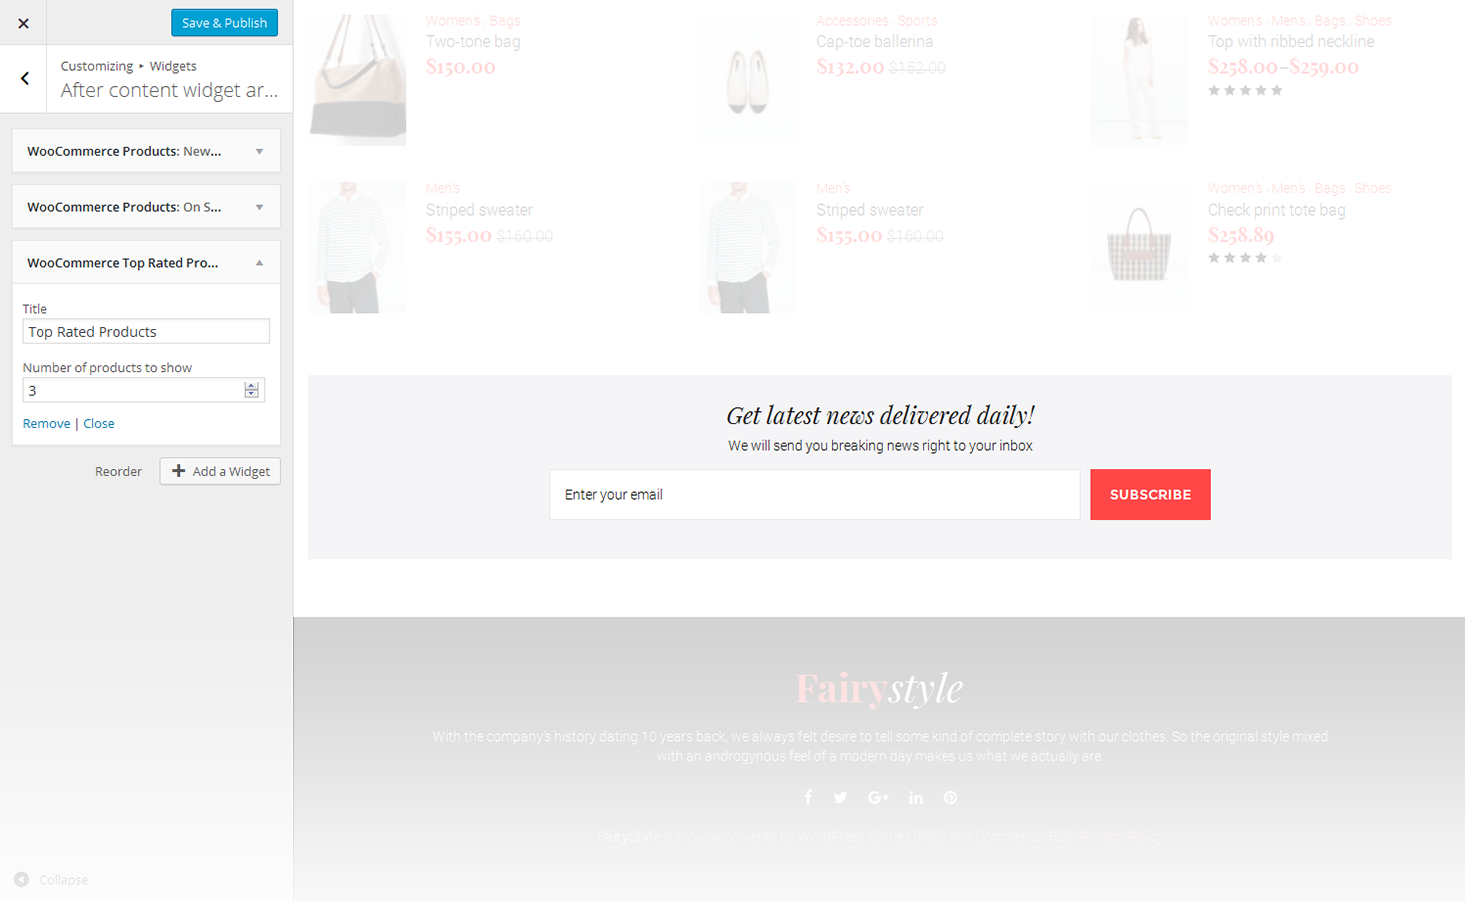 Save & Publish
Customizing ▸ Widgets
After content widget ar...
WooCommerce Products: New...
WooCommerce Products: On S...
WooCommerce Top Rated Pro...
Title
Top Rated Products
Number of products to show
3
Remove | Close
Reorder
Add a Widget
Collapse
Women's , Bags
Two-tone bag
$150.00
Accessories , Sports
Cap-toe ballerina
$132.00 $152.00
Women's , Men's , Bags , Shoes
Top with ribbed neckline
$258.00–$259.00
Men's
Striped sweater
$155.00 $160.00
Men's
Striped sweater
$155.00 $160.00
Women's , Men's , Bags , Shoes
Check print tote bag
$258.89
Get latest news delivered daily!
We will send you breaking news right to your inbox
Enter your email
SUBSCRIBE
Fairystyle
With the company's history dating 10 years back, we always felt desire to tell some kind of complete story with our clothes. So the original style mixed
with an androgynous feel of a modern day makes us what we actually are.
FairyStyle is proudly powered by WordPress Entries (RSS) and Comments (RSS) Privacy Policy